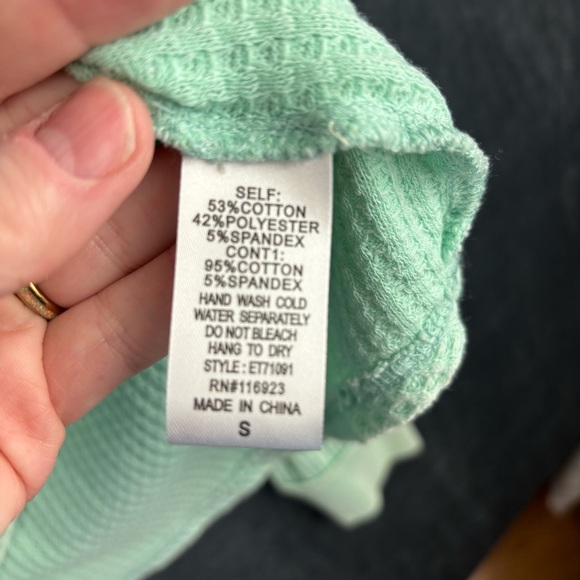 SELF:
53%COTTON
42%POLYESTER
5%SPANDEX
CONT1:
95%COTTON
5%SPANDEX
HAND WASH COLD
WATER SEPARATELY
DO NOT BLEACH
HANG TO DRY
STYLE: ET71091
RN#116923
MADE IN CHINA
S